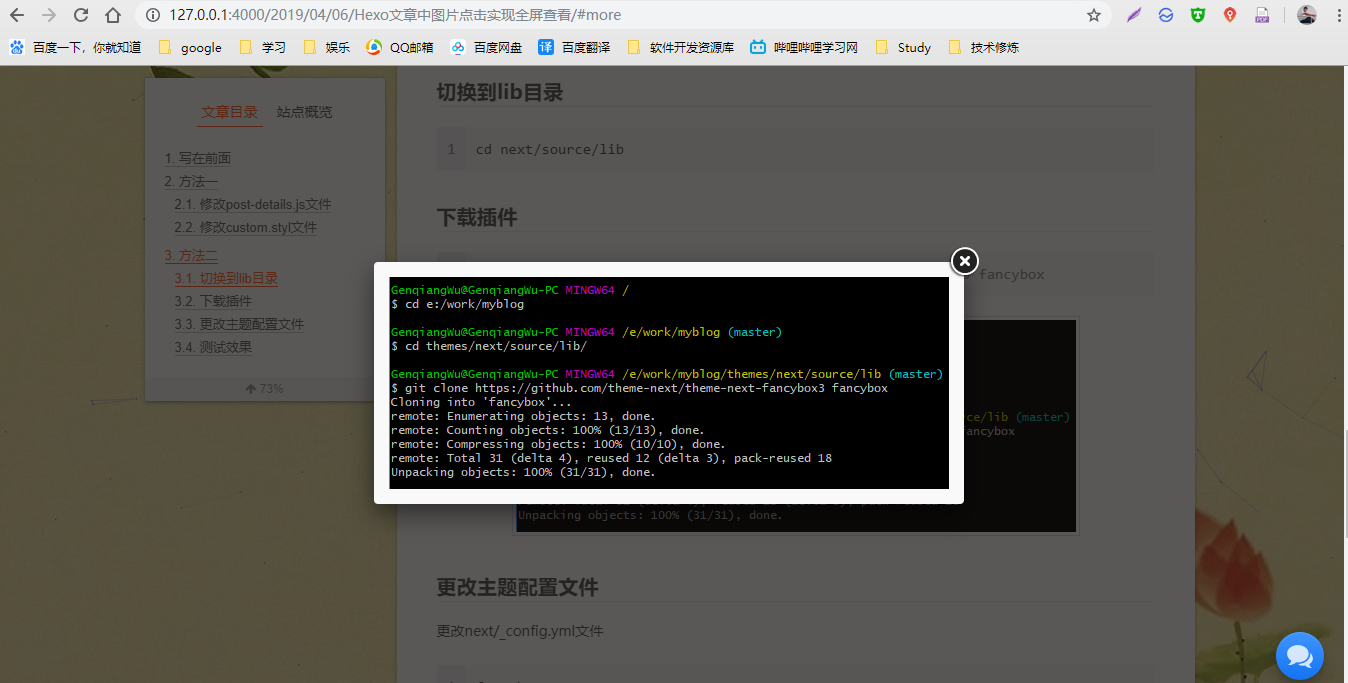 127.0.0.1:4000/2019/04/06/Hexo文章中图片点击实现全屏查看/#more
百度一下，你就知道 google 学习 娱乐 QQ邮箱 百度网盘 译 百度翻译 软件开发资源库 哔哩哔哩学习网 Study 技术修炼
文章目录 站点概览
1. 写在前面
2. 方法一
2.1. 修改post-details.js文件
2.2. 修改custom.styl文件
3. 方法二
3.1. 切换到lib目录
3.2. 下载插件
3.3. 更改主题配置文件
3.4. 测试效果
73%
切换到lib目录
1 cd next/source/lib
下载插件
fancybox
GenqiangWu@GenqiangWu-PC MINGW64 /
$ cd e:/work/myblog
GenqiangWu@GenqiangWu-PC MINGW64 /e/work/myblog (master)
$ cd themes/next/source/lib/
GenqiangWu@GenqiangWu-PC MINGW64 /e/work/myblog/themes/next/source/lib (master)
$ git clone https://github.com/theme-next/theme-next-fancybox3 fancybox
Cloning into 'fancybox'...
remote: Enumerating objects: 13, done.
remote: Counting objects: 100% (13/13), done.
remote: Compressing objects: 100% (10/10), done.
remote: Total 31 (delta 4), reused 12 (delta 3), pack-reused 18
Unpacking objects: 100% (31/31), done.
rce/lib (master)
fancybox
Unpacking objects: 100% (31/31), done.
更改主题配置文件
更改next/_config.yml文件